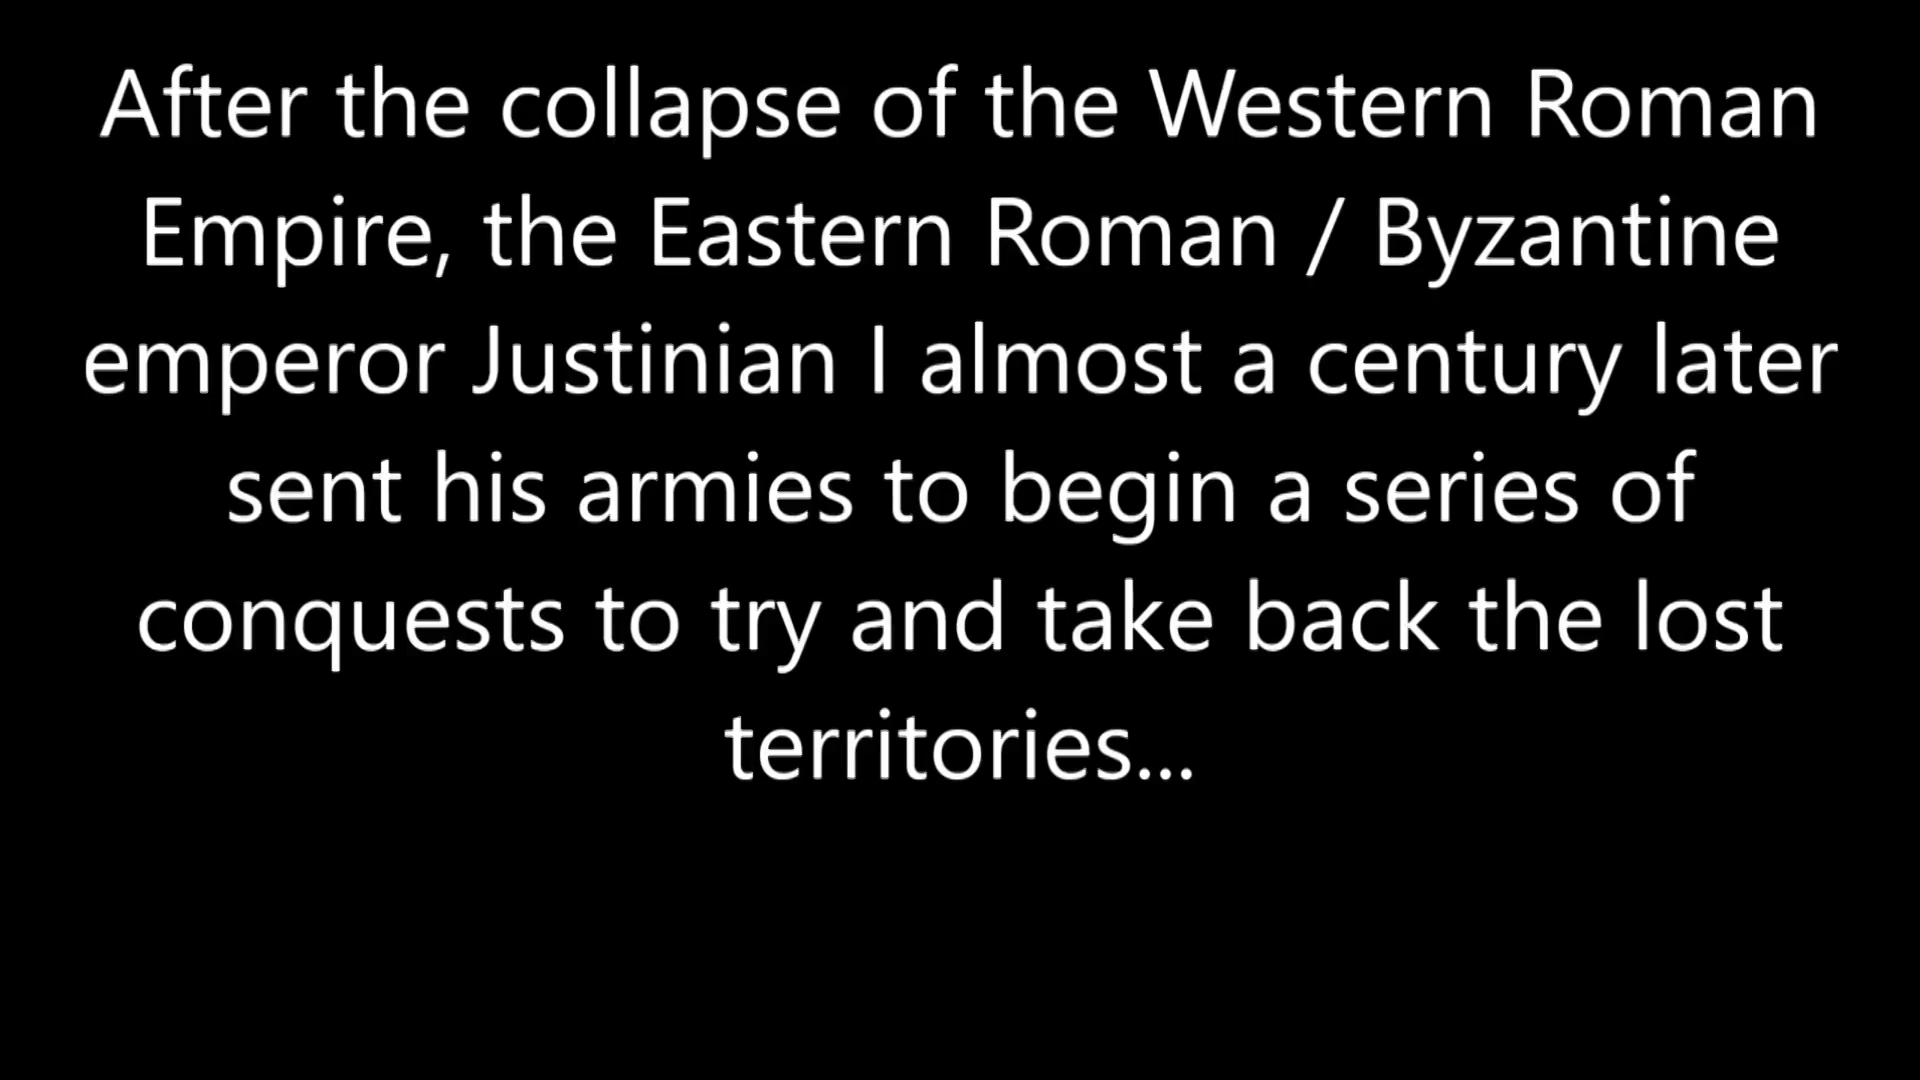 After the collapse of the Western Roman
Empire, the Eastern Roman / Byzantine
emperor Justinian I almost a century later
sent his armies to begin a series of
conquests to try and take back the lost
territories...